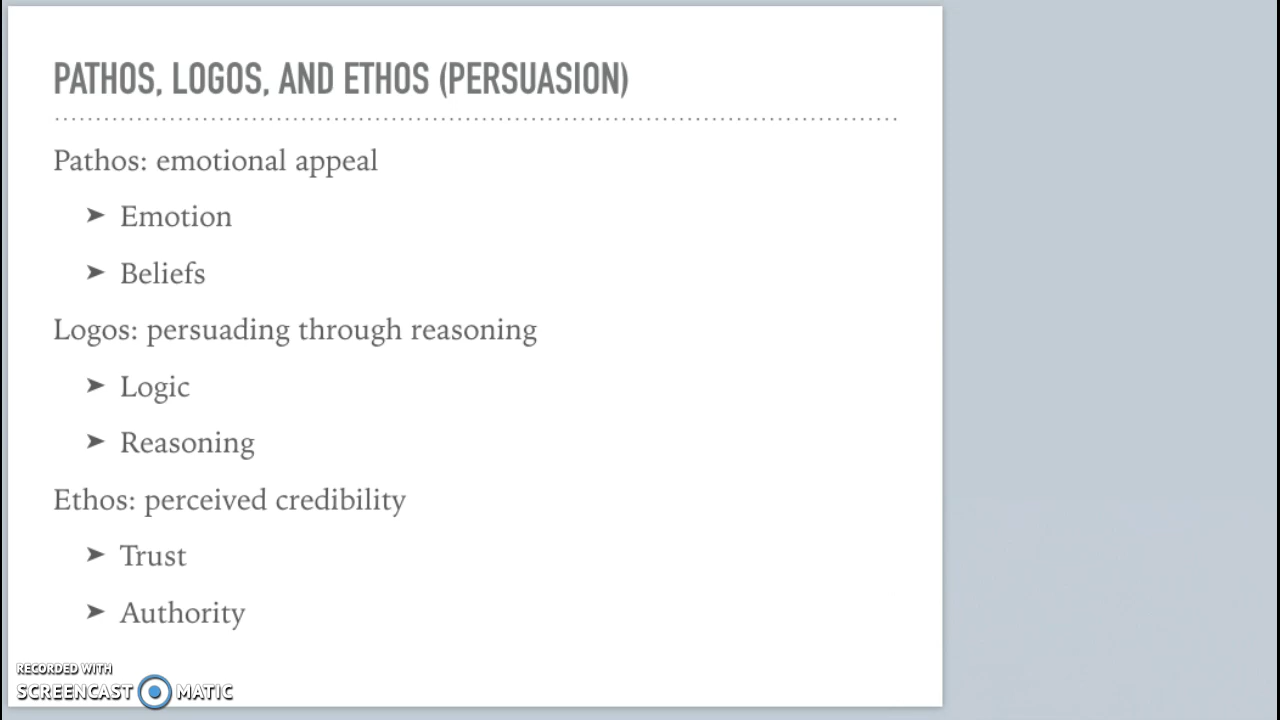 PATHOS, LOGOS, AND ETHOS (PERSUASION)
Pathos: emotional appeal
➤ Emotion
➤ Beliefs
Logos: persuading through reasoning
➤ Logic
➤ Reasoning
Ethos: perceived credibility
➤ Trust
➤ Authority
RECORDED WITH
SCREENCAST MATIC